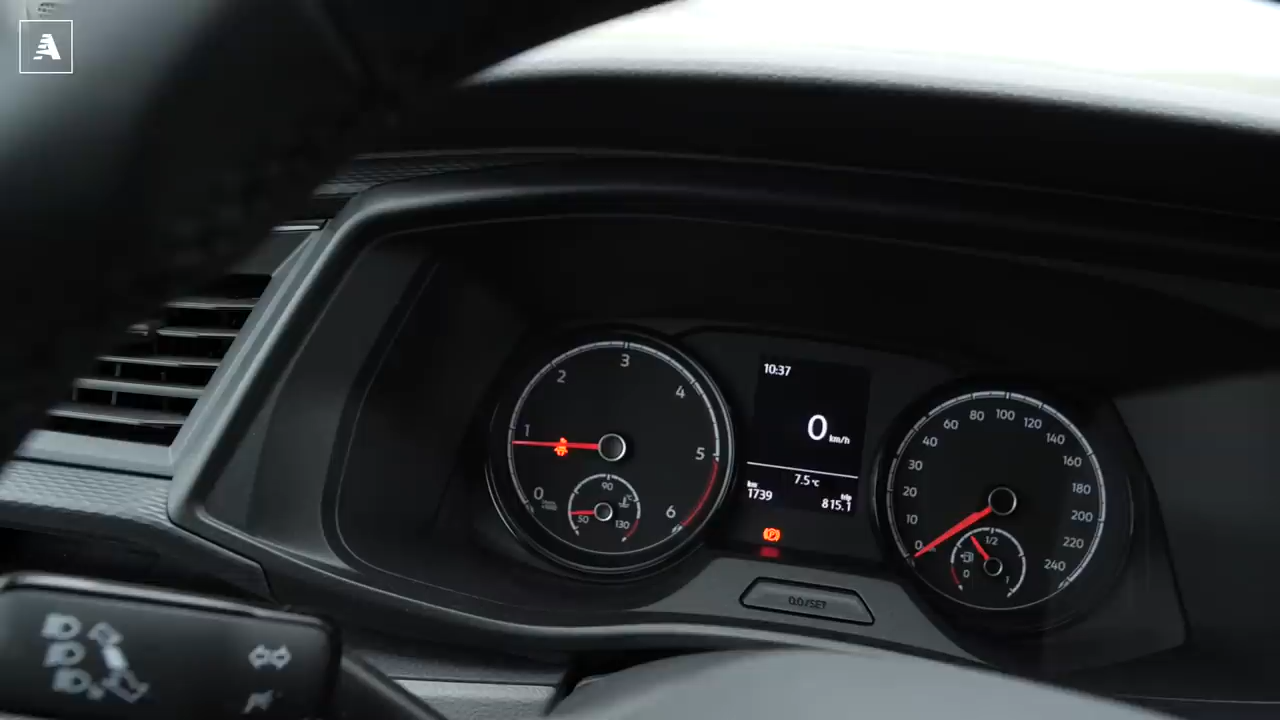 10:37
0 km/h
7.5 °C
km
1739
trip
815.1
0 1 2 3 4 5 6
50 90 130
0 10 20 30 40 60 80 100 120 140 160 180 200 220 240
0 1/2 1
0.0/SET